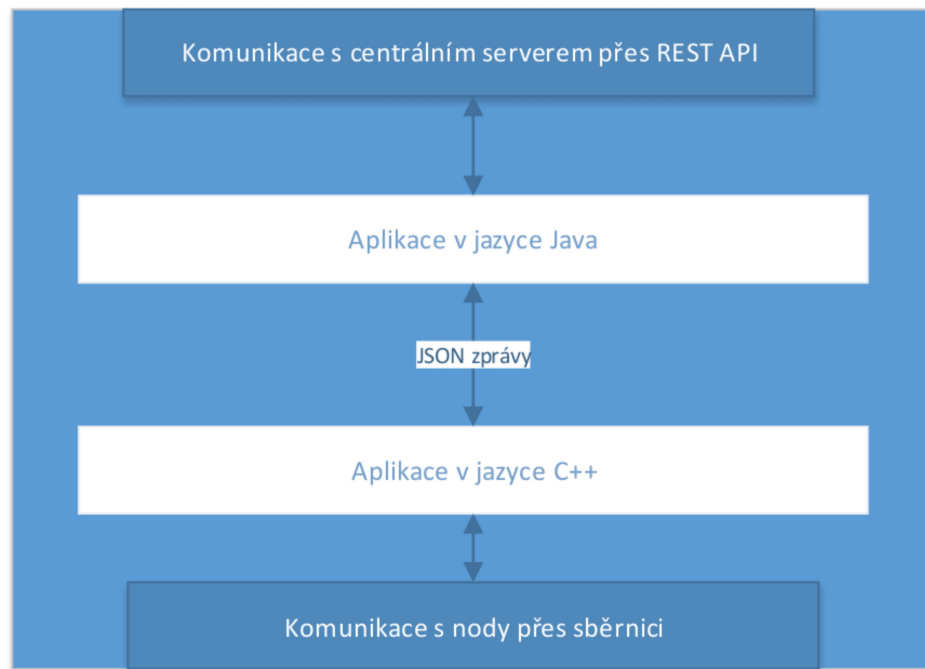 Komunikace s centrálním serverem přes REST API
Aplikace v jazyce Java
JSON zprávy
Aplikace v jazyce C++
Komunikace s nody přes sběrnici